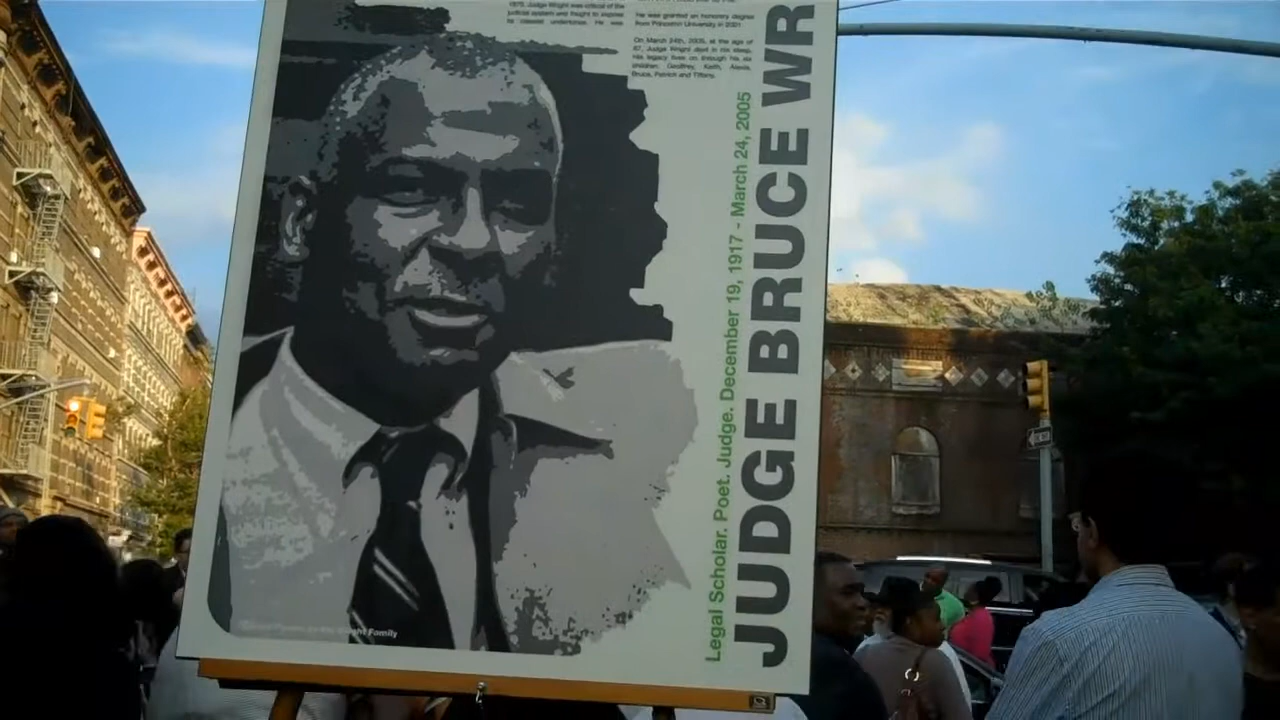 1975. Judge Wright was critical of the
judicial system and fought to expose
its colossal undertones. He was
He was granted an honorary degree
from Princeton University in 2001
On March 24th, 2005, at the age of
87, Judge Wright died in his sleep.
His legacy lives on through his six
children: Geoffrey, Keith, Alexis,
Bruce, Patrick and Tiffany.
Legal Scholar. Poet. Judge. December 19, 1917 - March 24, 2005
JUDGE BRUCE WR
Family